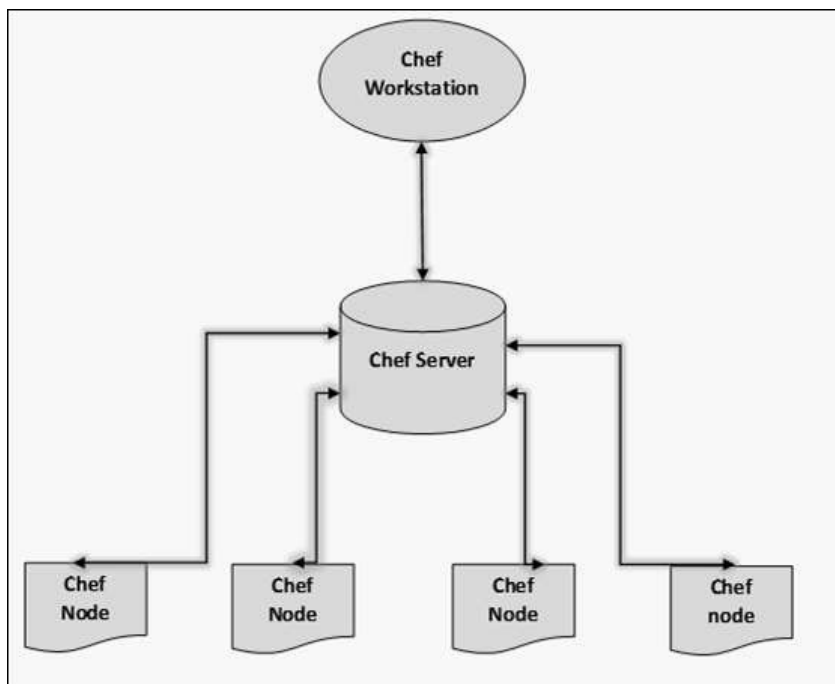 Chef
Workstation
Chef Server
Chef
Node
Chef
Node
Chef
Node
Chef
node